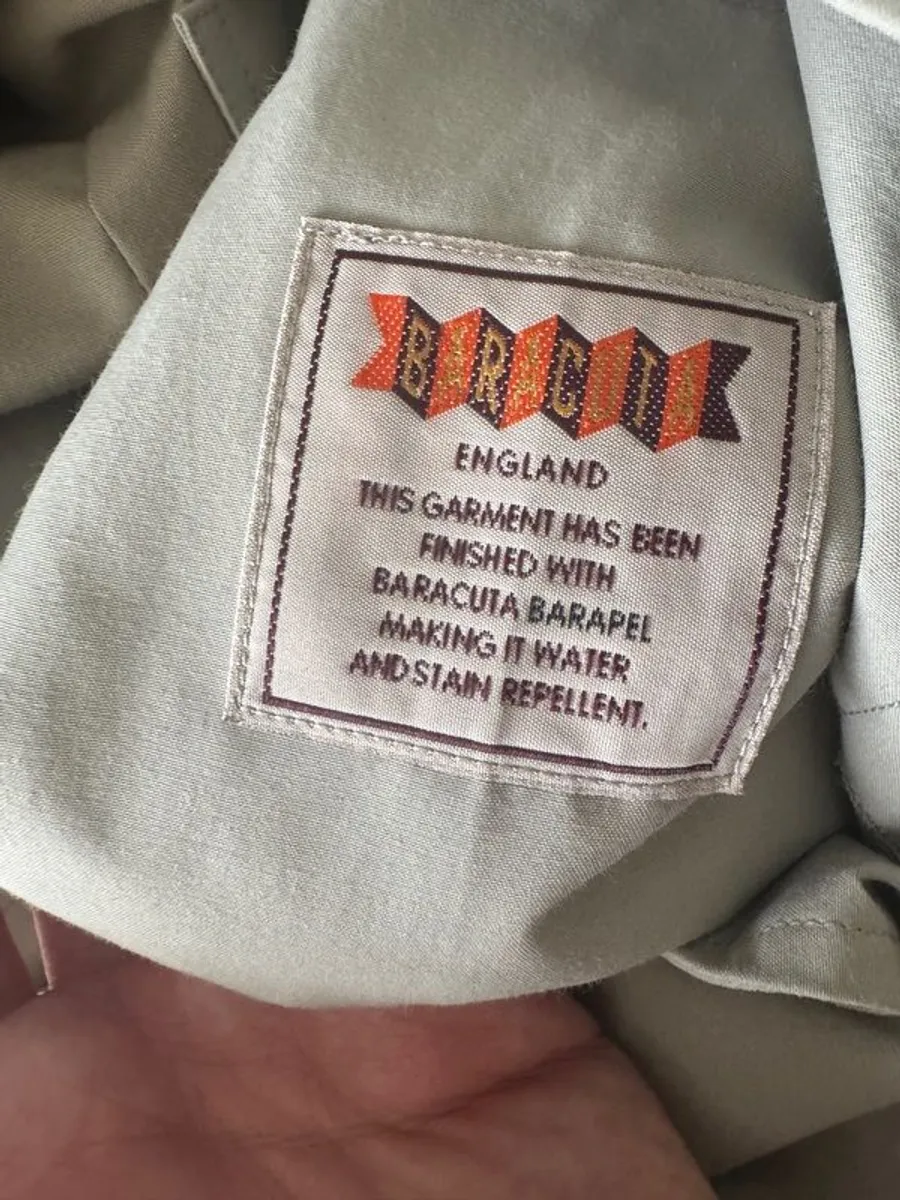 BARACUTA
ENGLAND
THIS GARMENT HAS BEEN
FINISHED WITH
BARACUTA BARAPEL
MAKING IT WATER
AND STAIN REPELLENT.